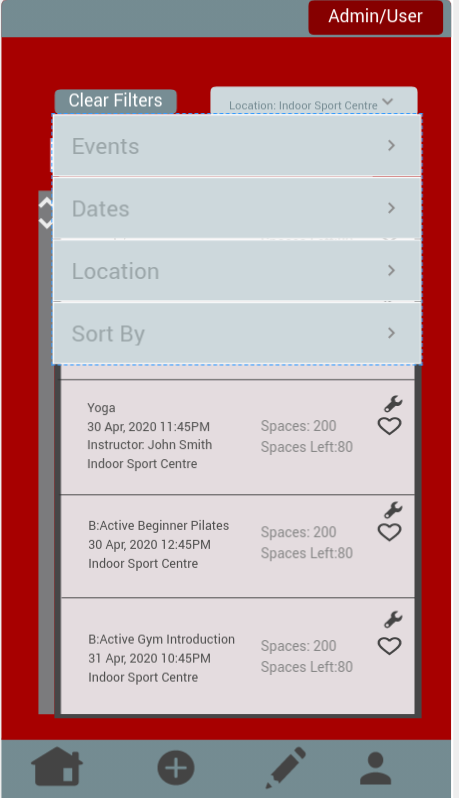 Admin/User
Clear Filters
Location: Indoor Sport Centre
Events
Dates
Location
Sort By
Yoga
30 Apr, 2020 11:45PM
Instructor: John Smith
Indoor Sport Centre
Spaces: 200
Spaces Left:80
B:Active Beginner Pilates
30 Apr, 2020 12:45PM
Indoor Sport Centre
Spaces: 200
Spaces Left:80
B:Active Gym Introduction
31 Apr, 2020 10:45PM
Indoor Sport Centre
Spaces: 200
Spaces Left:80